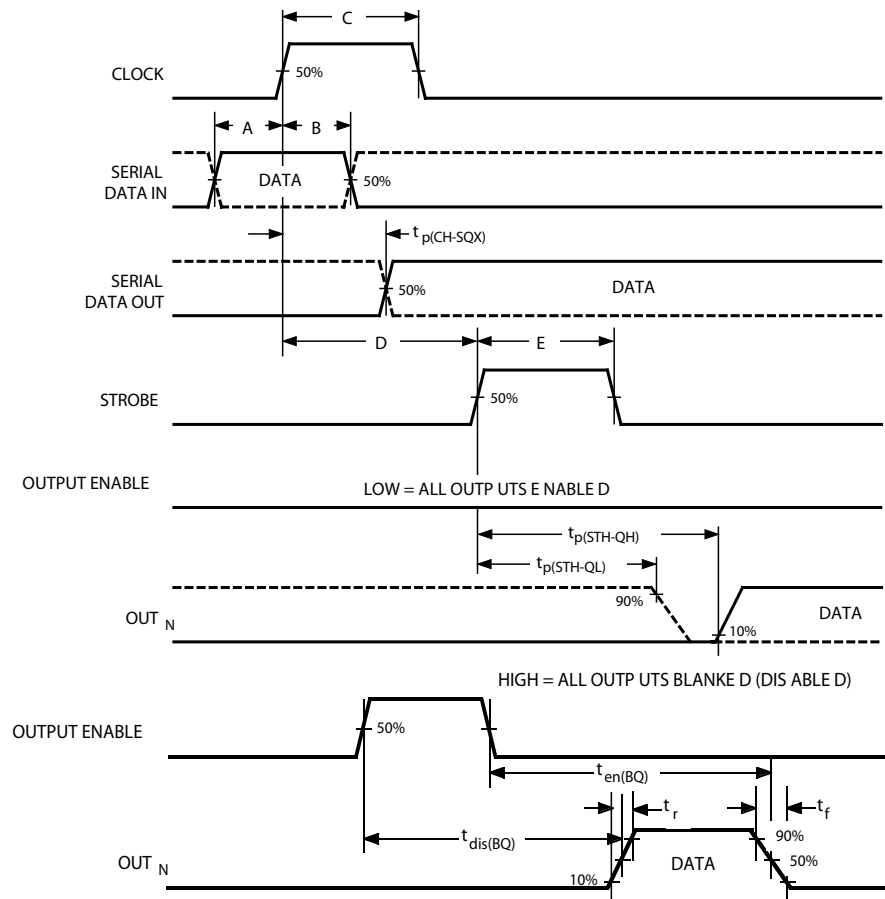 C
CLOCK
50%
A
B
SERIAL
DATA IN
DATA
50%
t p(CH-SQX)
SERIAL
DATA OUT
50%
DATA
D
E
STROBE
50%
OUTPUT ENABLE
LOW = ALL OUTP UTS E NABLE D
t p(STH-QH)
t p(STH-QL)
90%
OUT N
DATA
10%
HIGH = ALL OUTP UTS BLANKE D (DIS ABLE D)
OUTPUT ENABLE
50%
t en(BQ)
t r
t f
t dis(BQ)
90%
OUT N
DATA
50%
10%